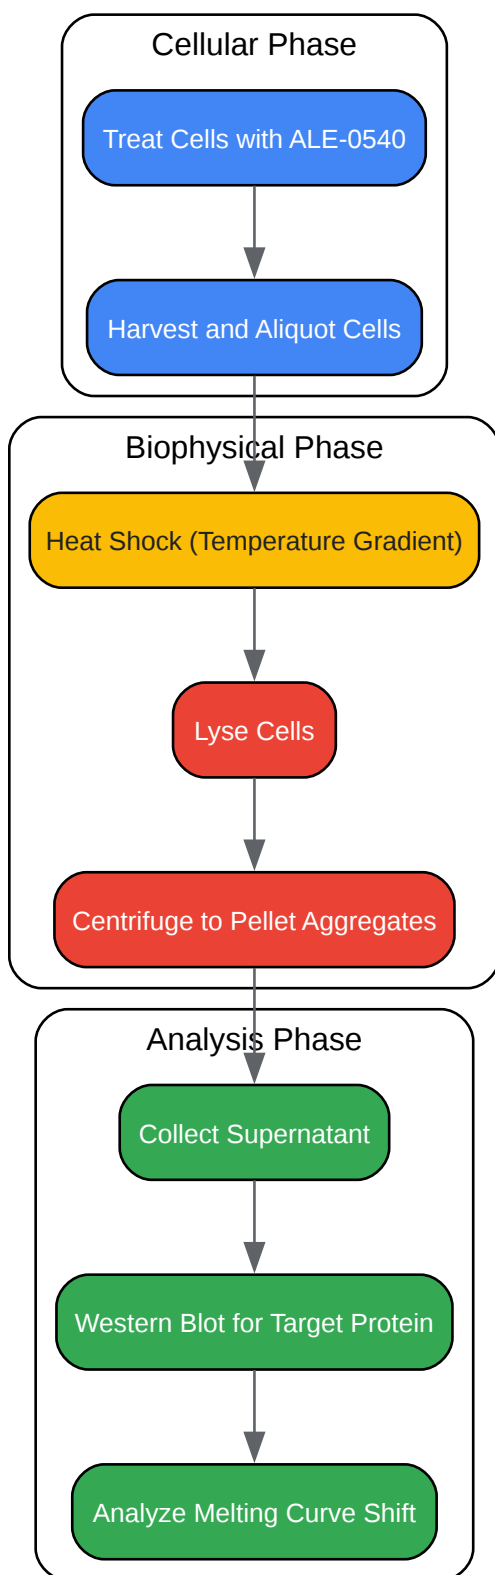 Cellular Phase
Treat Cells with ALE-0540
Harvest and Aliquot Cells
Biophysical Phase
Heat Shock (Temperature Gradient)
Lyse Cells
Centrifuge to Pellet Aggregates
Analysis Phase
Collect Supernatant
Western Blot for Target Protein
Analyze Melting Curve Shift